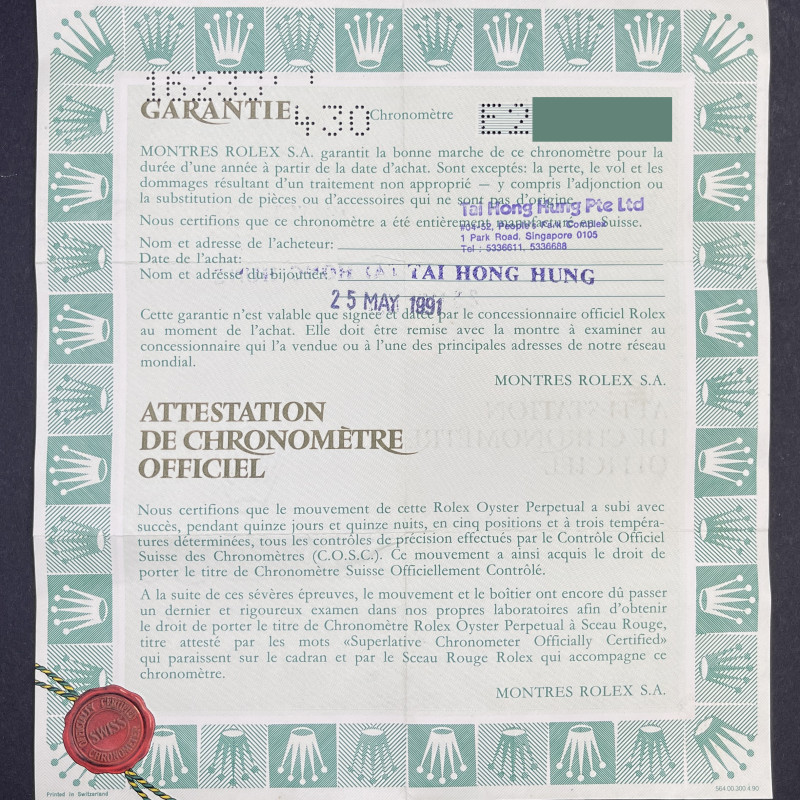 16233
GARANTIE
430
Chronomètre
E2
MONTRES ROLEX S.A. garantit la bonne marche de ce chronomètre pour la
durée d'une année à partir de la date d'achat. Sont exceptés: la perte, le vol et les
dommages résultant d'un traitement non approprié – y compris l'adjonction ou
la substitution de pièces ou d'accessoires qui ne sont pas d'origine.
Tai Hong Hung Pte Ltd
Nous certifions que ce chronomètre a été entièrement manufacturé en Suisse.
#04-52, People's Park Complex
1 Park Road, Singapore 0105
Tel : 5336611, 5336688
Nom et adresse de l'acheteur:
Date de l'achat:
Nom et adresse du bijoutier:
TAI HONG HUNG
25 MAY 1991
Cette garantie n'est valable que signée et datée par le concessionnaire officiel Rolex
au moment de l'achat. Elle doit être remise avec la montre à examiner au
concessionnaire qui l'a vendue ou à l'une des principales adresses de notre réseau
mondial.
MONTRES ROLEX S.A.
ATTESTATION
DE CHRONOMÈTRE
OFFICIEL
Nous certifions que le mouvement de cette Rolex Oyster Perpetual a subi avec
succès, pendant quinze jours et quinze nuits, en cinq positions et à trois tempéra-
tures déterminées, tous les contrôles de précision effectués par le Contrôle Officiel
Suisse des Chronomètres (C.O.S.C.). Ce mouvement a ainsi acquis le droit de
porter le titre de Chronomètre Suisse Officiellement Contrôlé.
A la suite de ces sévères épreuves, le mouvement et le boîtier ont encore dû passer
un dernier et rigoureux examen dans nos propres laboratoires afin d'obtenir
le droit de porter le titre de Chronomètre Rolex Oyster Perpetual à Sceau Rouge,
titre attesté par les mots «Superlative Chronometer Officially Certified»
qui paraissent sur le cadran et par le Sceau Rouge Rolex qui accompagne ce
chronomètre.
MONTRES ROLEX S.A.
OFFICIALLY CERTIFIED
SWISS
CHRONOMETER
Printed in Switzerland
564.00.300.4.90